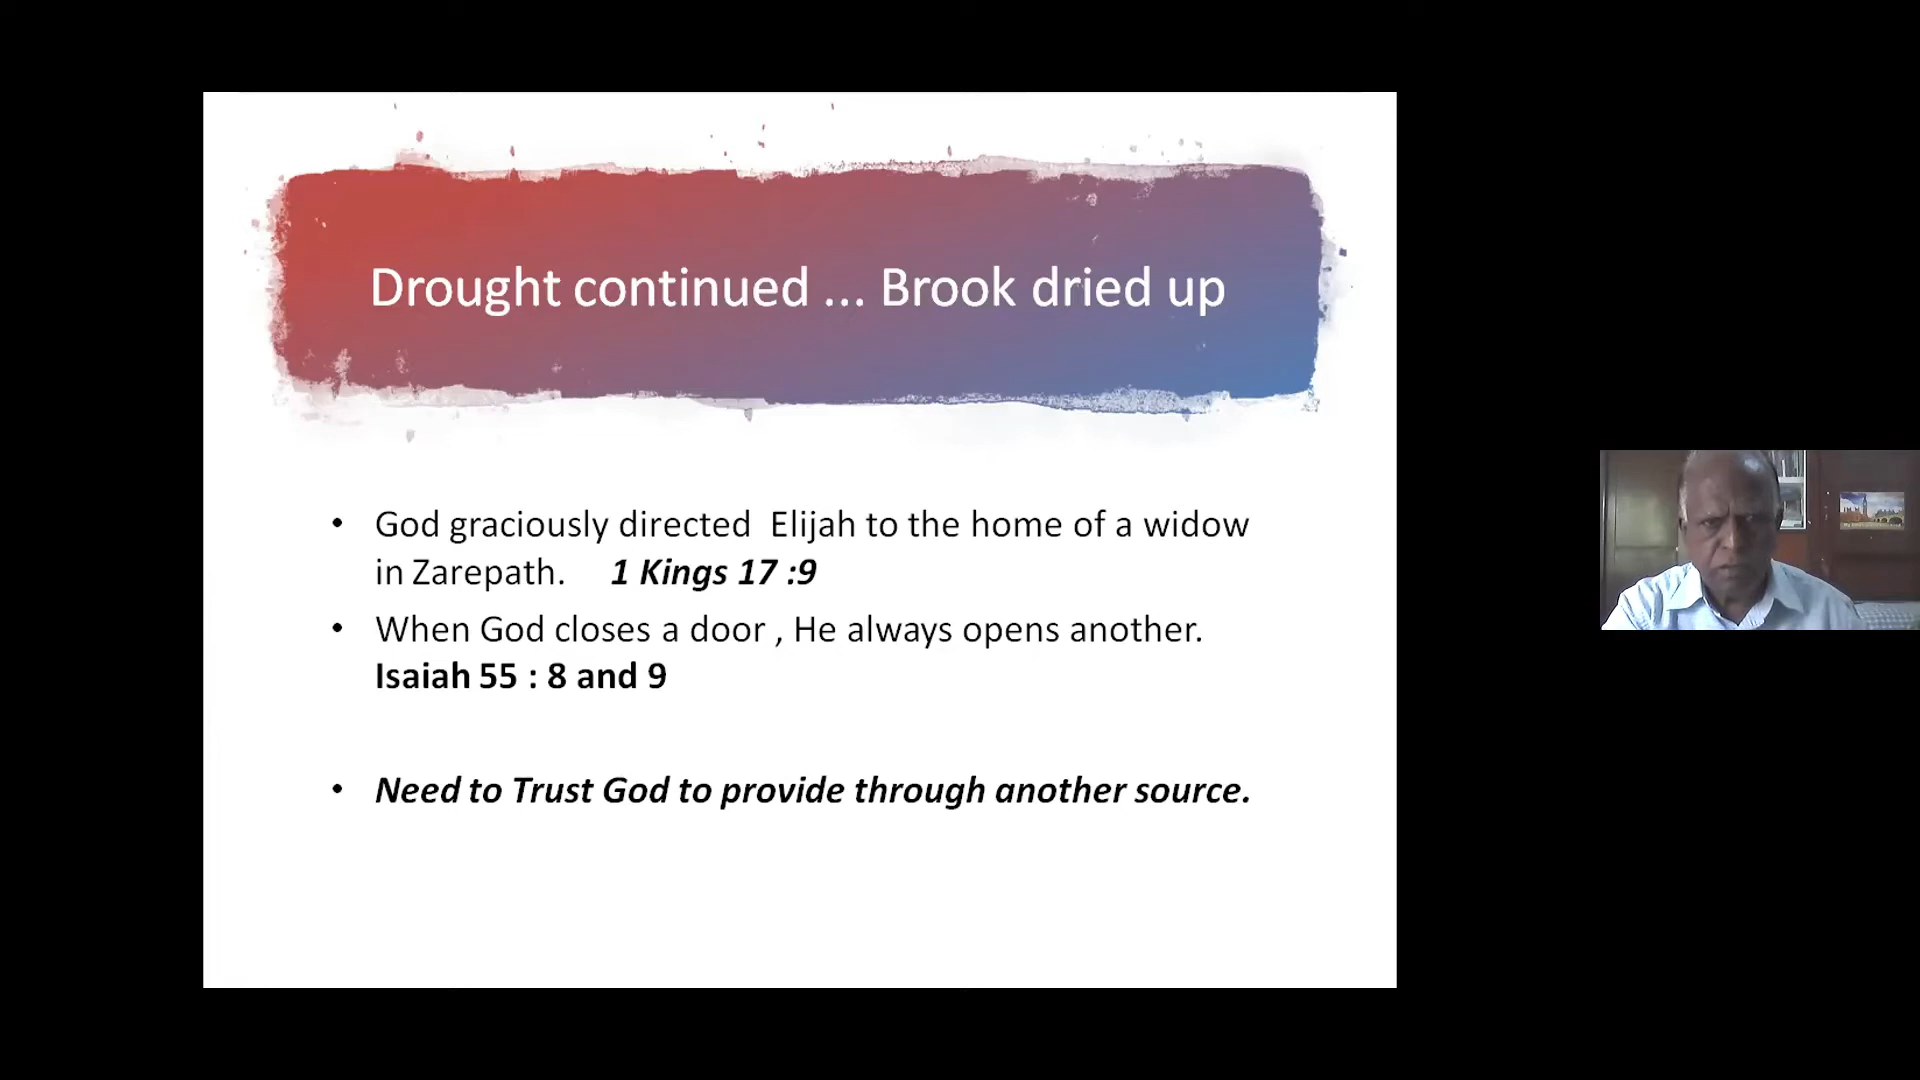 Drought continued ... Brook dried up
• God graciously directed  Elijah to the home of a widow
in Zarepath.    1 Kings 17 :9
• When God closes a door , He always opens another.
Isaiah 55 : 8 and 9
• Need to Trust God to provide through another source.